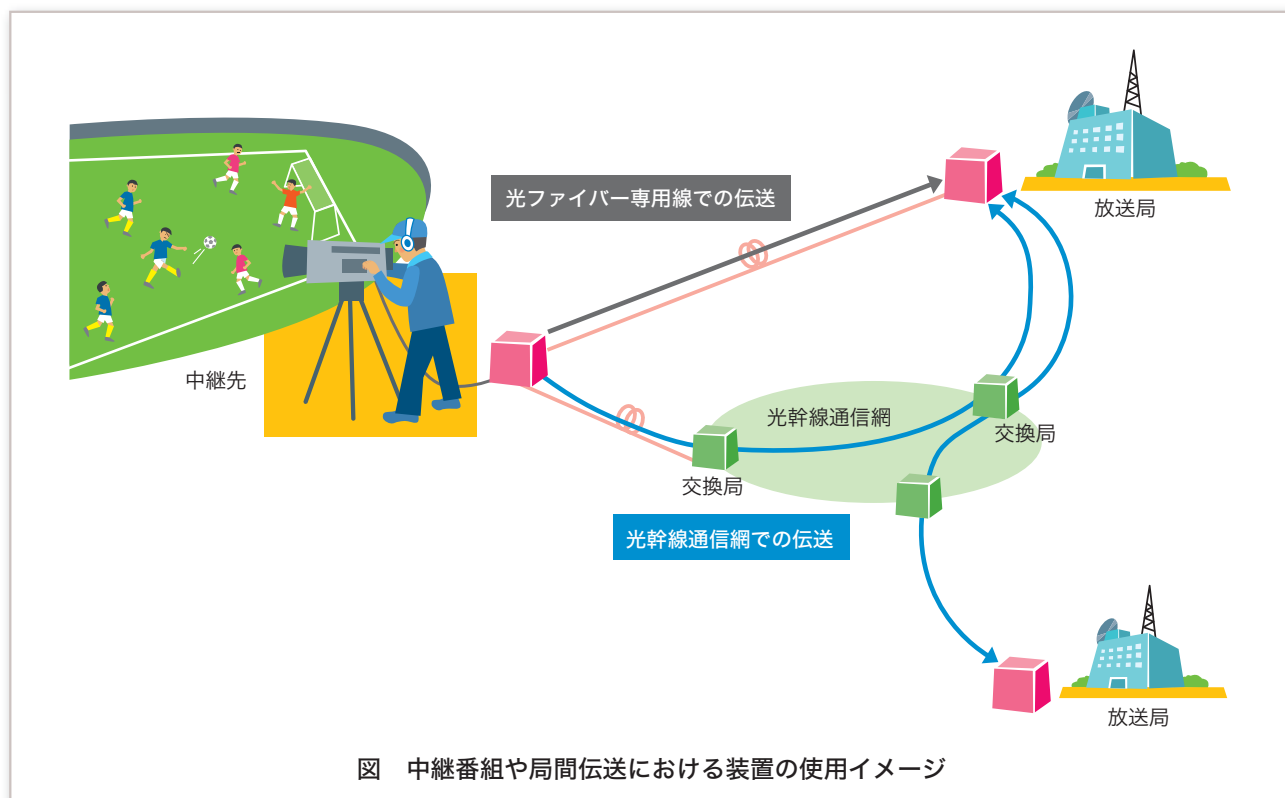 光ファイバー専用線での伝送
放送局
中継先
光幹線通信網
交換局
交換局
光幹線通信網での伝送
放送局
図　中継番組や局間伝送における装置の使用イメージ